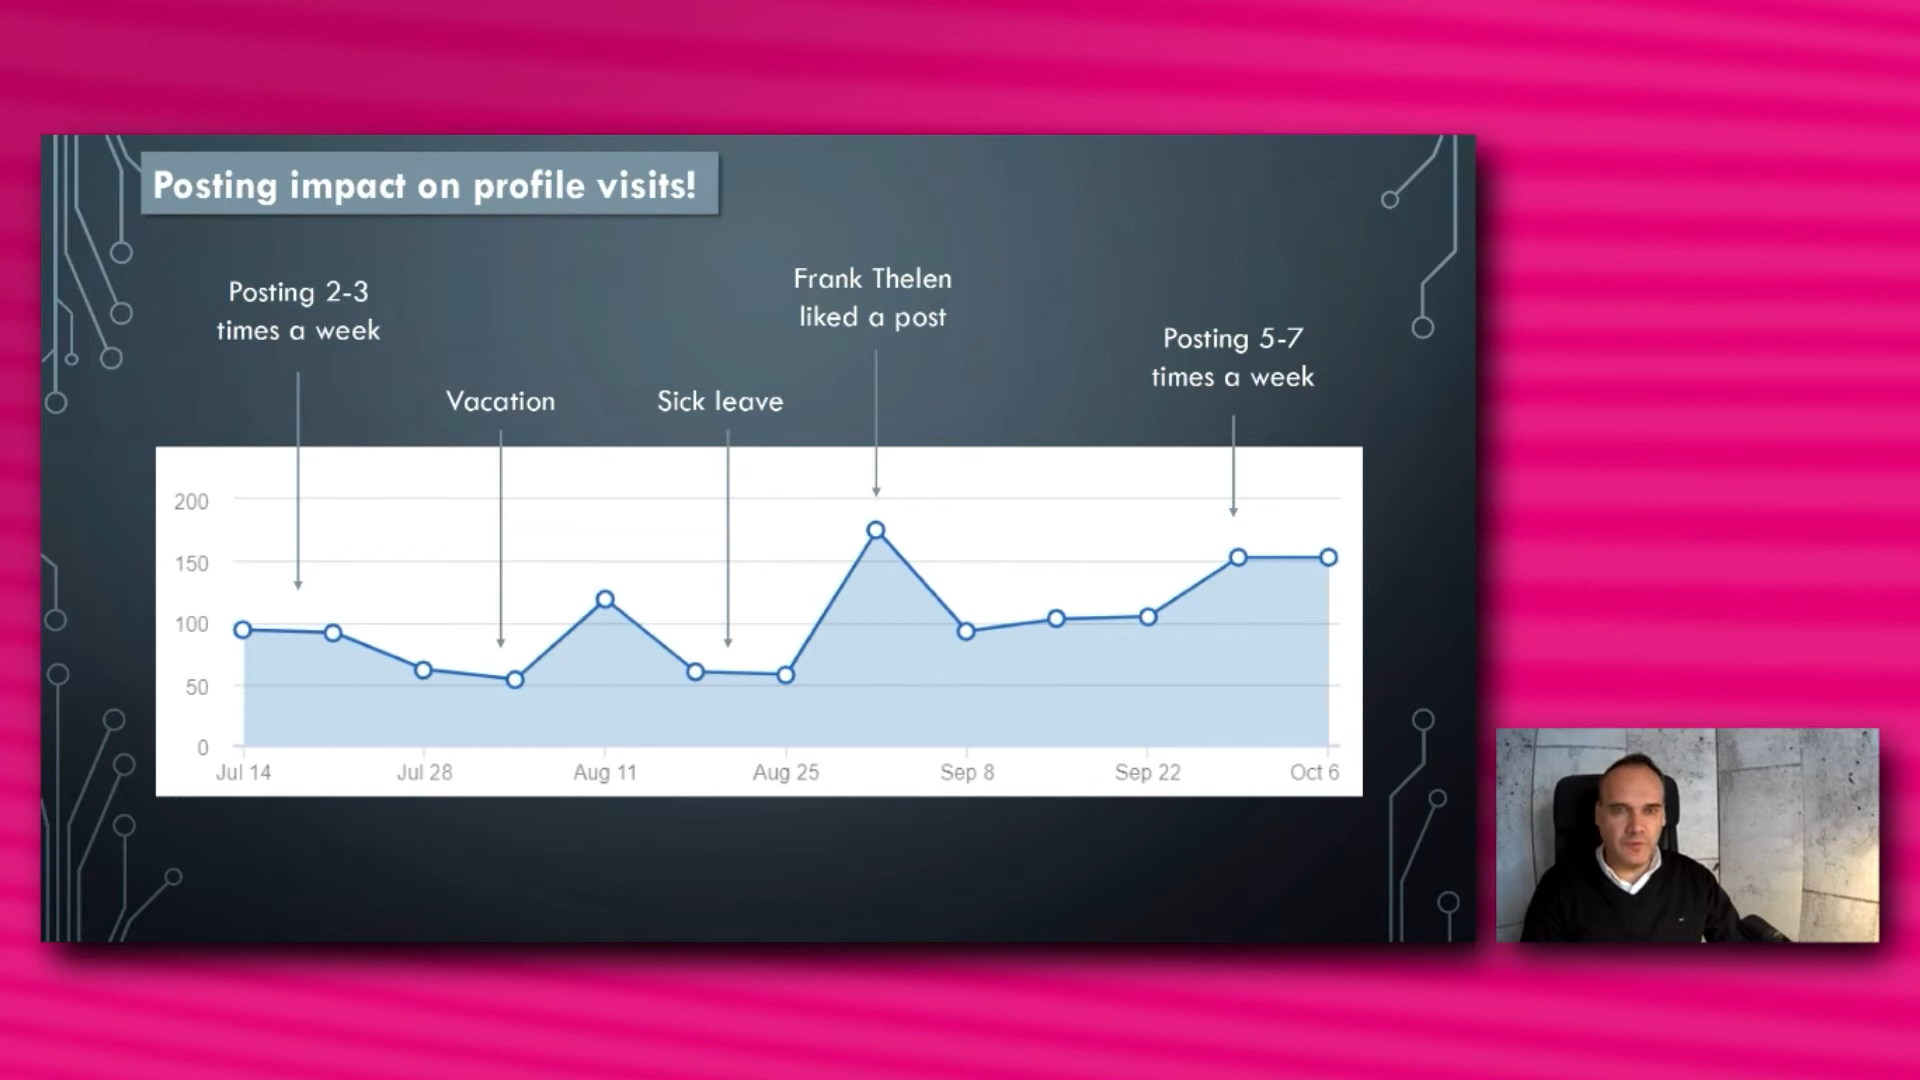 Posting impact on profile visits!
Posting 2-3
times a week
Vacation
Sick leave
Frank Thelen
liked a post
Posting 5-7
times a week
200
150
100
50
0
Jul 14
Jul 28
Aug 11
Aug 25
Sep 8
Sep 22
Oct 6